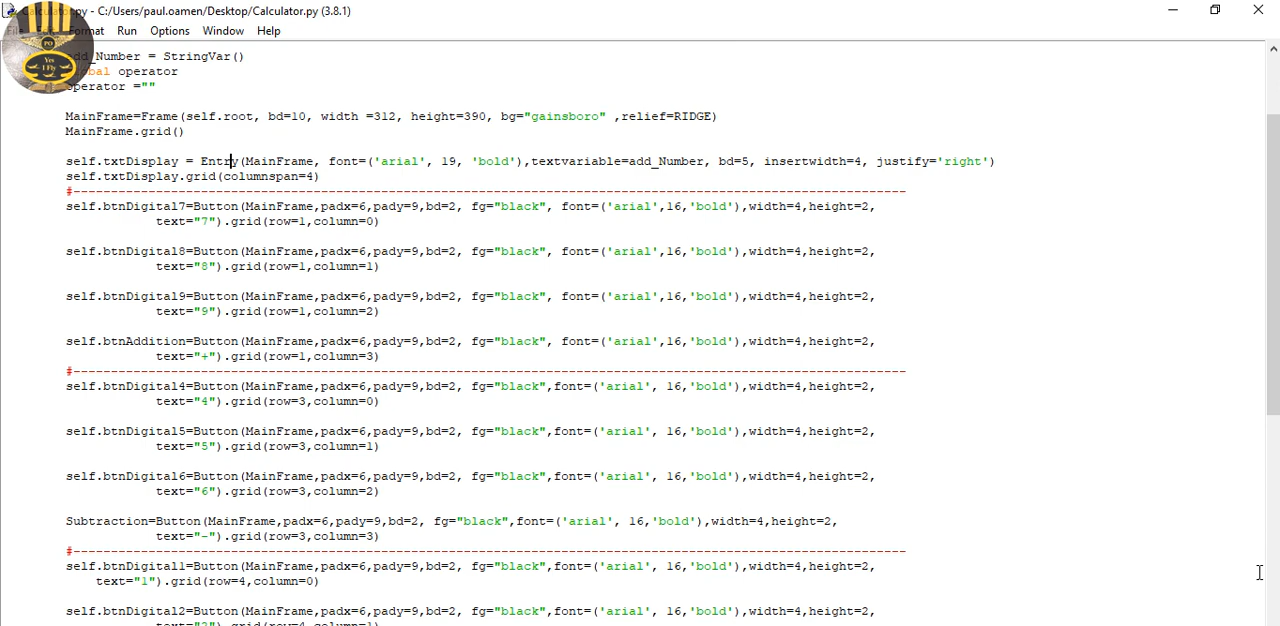 Calculator.py - C:/Users/paul.oamen/Desktop/Calculator.py (3.8.1)
File Edit Format Run Options Window Help
PO
Yes
I Fly
add_Number = StringVar()
global operator
operator =""
MainFrame=Frame(self.root, bd=10, width =312, height=390, bg="gainsboro" ,relief=RIDGE)
MainFrame.grid()
self.txtDisplay = Entry(MainFrame, font=('arial', 19, 'bold'),textvariable=add_Number, bd=5, insertwidth=4, justify='right')
self.txtDisplay.grid(columnspan=4)
#---------------------------------------------------------------------------------------------------------------
self.btnDigital7=Button(MainFrame,padx=6,pady=9,bd=2, fg="black", font=('arial',16,'bold'),width=4,height=2,
text="7").grid(row=1,column=0)
self.btnDigital8=Button(MainFrame,padx=6,pady=9,bd=2, fg="black", font=('arial',16,'bold'),width=4,height=2,
text="8").grid(row=1,column=1)
self.btnDigital9=Button(MainFrame,padx=6,pady=9,bd=2, fg="black", font=('arial',16,'bold'),width=4,height=2,
text="9").grid(row=1,column=2)
self.btnAddition=Button(MainFrame,padx=6,pady=9,bd=2, fg="black", font=('arial',16,'bold'),width=4,height=2,
text="+").grid(row=1,column=3)
#---------------------------------------------------------------------------------------------------------------
self.btnDigital4=Button(MainFrame,padx=6,pady=9,bd=2, fg="black",font=('arial', 16,'bold'),width=4,height=2,
text="4").grid(row=3,column=0)
self.btnDigital5=Button(MainFrame,padx=6,pady=9,bd=2, fg="black",font=('arial', 16,'bold'),width=4,height=2,
text="5").grid(row=3,column=1)
self.btnDigital6=Button(MainFrame,padx=6,pady=9,bd=2, fg="black",font=('arial', 16,'bold'),width=4,height=2,
text="6").grid(row=3,column=2)
Subtraction=Button(MainFrame,padx=6,pady=9,bd=2, fg="black",font=('arial', 16,'bold'),width=4,height=2,
text="-").grid(row=3,column=3)
#---------------------------------------------------------------------------------------------------------------
self.btnDigital1=Button(MainFrame,padx=6,pady=9,bd=2, fg="black",font=('arial', 16,'bold'),width=4,height=2,
text="1").grid(row=4,column=0)
self.btnDigital2=Button(MainFrame,padx=6,pady=9,bd=2, fg="black",font=('arial', 16,'bold'),width=4,height=2,
text="2").grid(row=4,column=1)